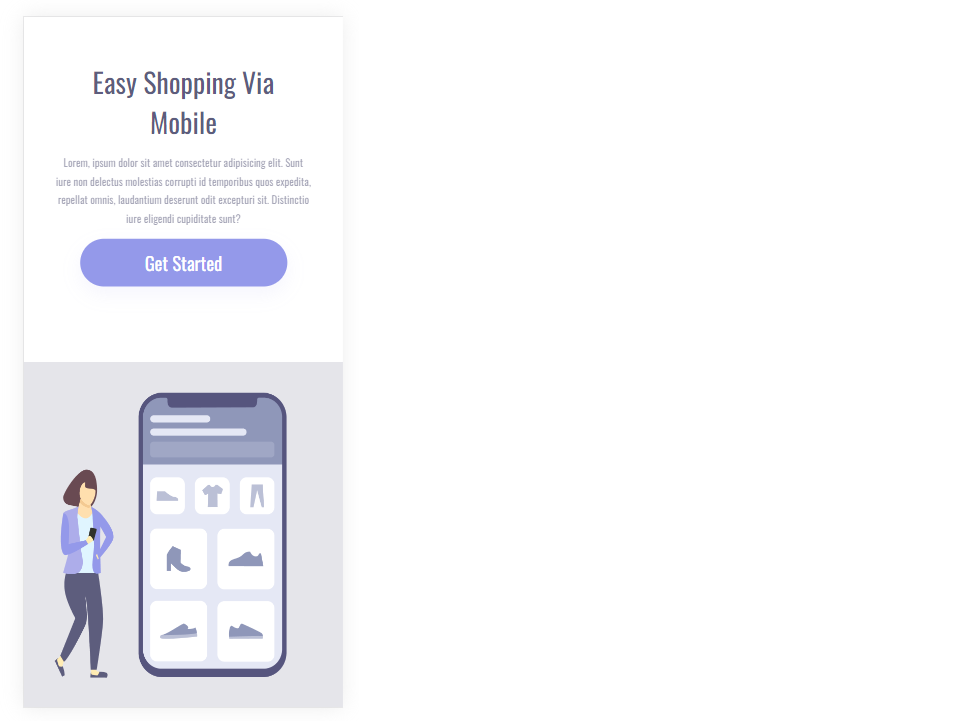 Easy Shopping Via
Mobile
Lorem, ipsum dolor sit amet consectetur adipisicing elit. Sunt
iure non delectus molestias corrupti id temporibus quos expedita,
repellat omnis, laudantium deserunt odit excepturi sit. Distinctio
iure eligendi cupiditate sunt?
Get Started